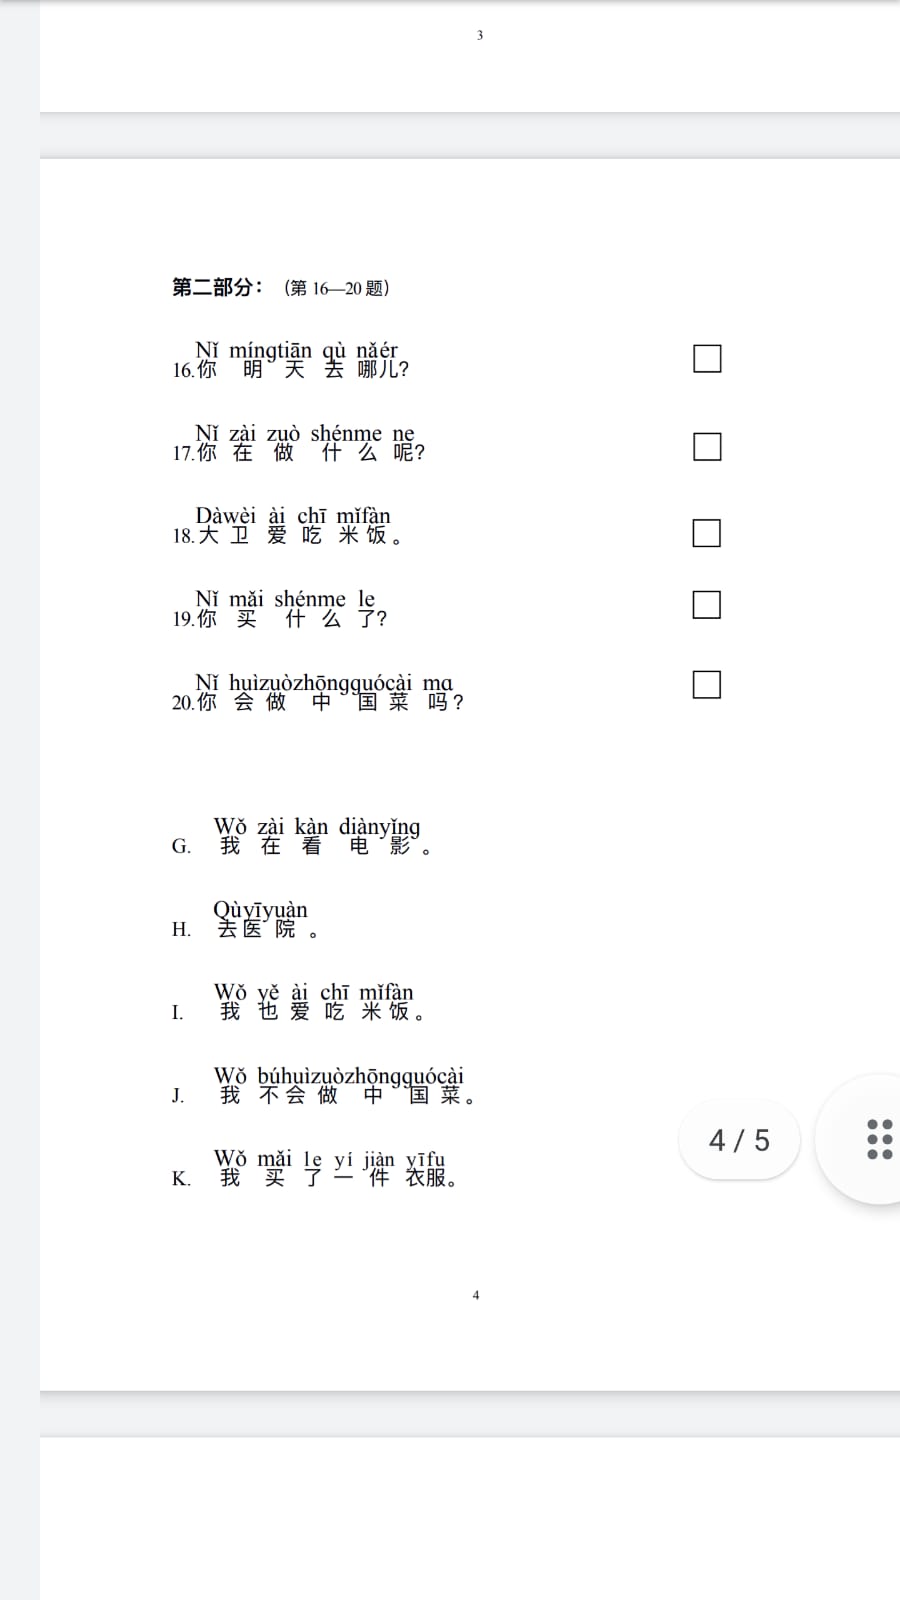 3
第二部分：（第 16—20 题）
Nǐ míngtiān qù nǎér
16.你 明 天 去 哪儿?
Nǐ zài zuò shénme ne
17.你 在 做 什 么 呢?
Dàwèi ài chī mǐfàn
18.大 卫 爱 吃 米 饭 。
Nǐ mǎi shénme le
19.你 买 什 么 了?
Nǐ huìzuòzhōngguócài ma
20.你 会 做 中 国 菜 吗 ?
Wǒ zài kàn diànyǐng
G. 我 在 看 电 影 。
Qùyīyuàn
H. 去 医 院 。
Wǒ yě ài chī mǐfàn
I. 我 也 爱 吃 米 饭 。
Wǒ búhuìzuòzhōngguócài
J. 我 不 会 做 中 国 菜 。
Wǒ mǎi le yí jiàn yīfu
K. 我 买 了 一 件 衣服。
4 / 5
4